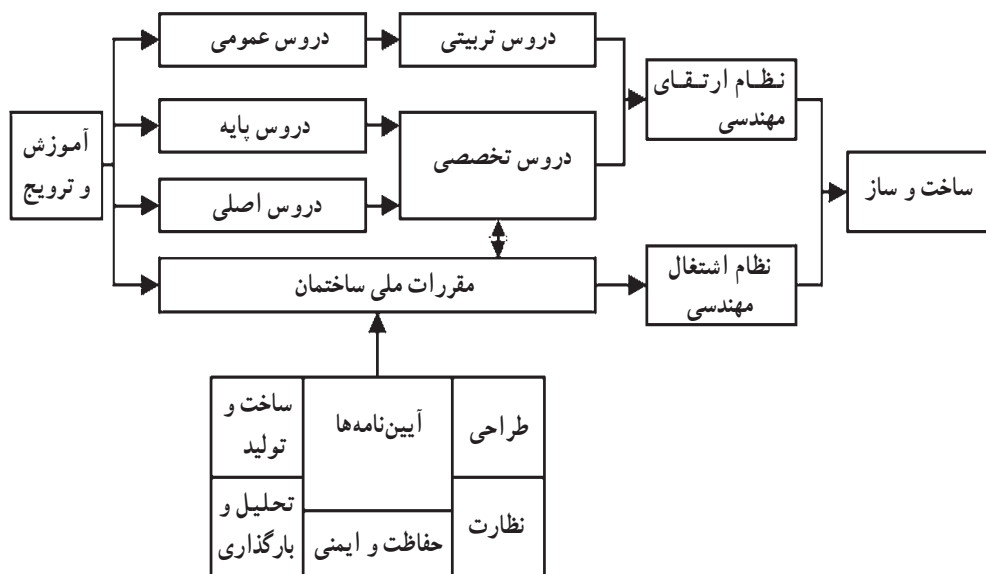 دروس عمومی
دروس تربیتی
نظام ارتقای
مهندسی
دروس پایه
دروس تخصصی
آموزش
و ترویج
ساخت و ساز
دروس اصلی
مقررات ملی ساختمان
نظام اشتغال
مهندسی
ساخت و
تولید
آیین‌نامه‌ها
طراحی
تحلیل و
بارگذاری
حفاظت و ایمنی
نظارت